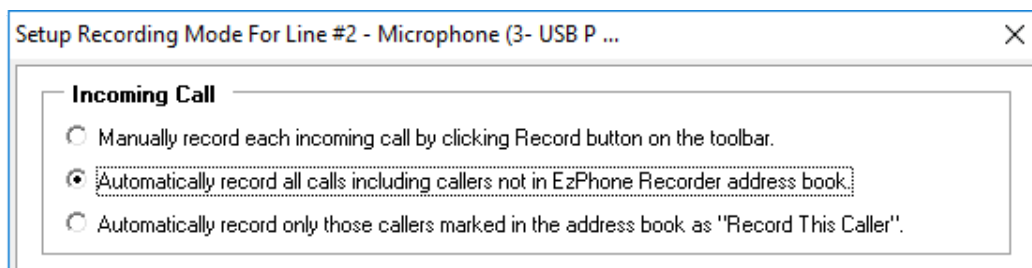 Setup Recording Mode For Line #2 - Microphone (3- USB P ...
Incoming Call
Manually record each incoming call by clicking Record button on the toolbar.
Automatically record all calls including callers not in EzPhone Recorder address book.
Automatically record only those callers marked in the address book as "Record This Caller".